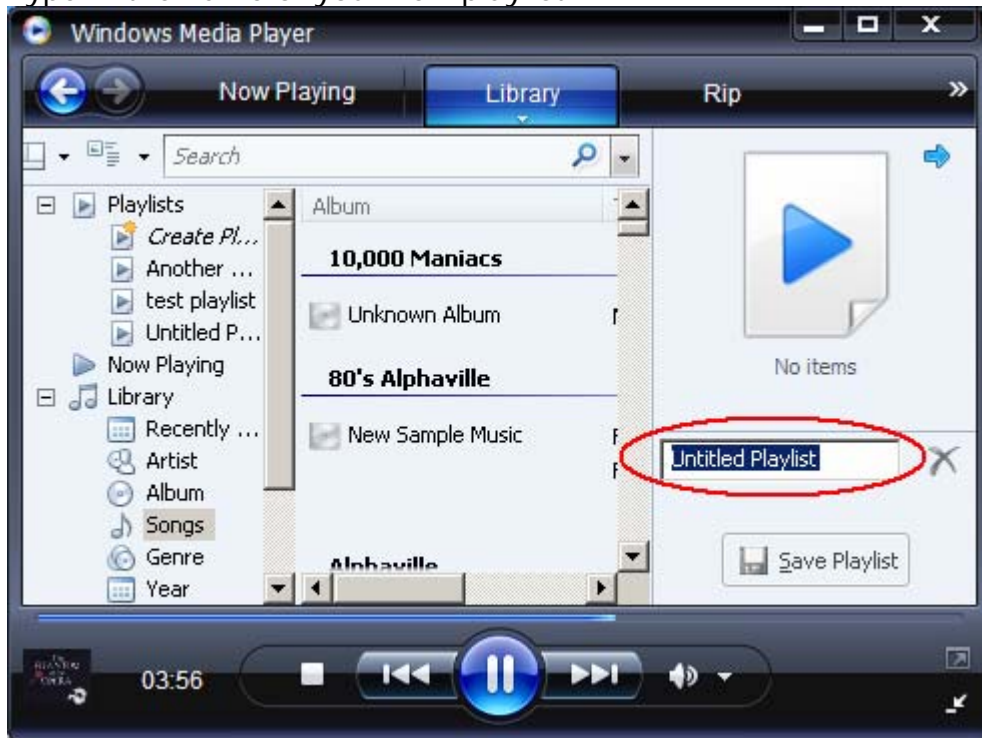 Windows Media Player
Now Playing
Library
Rip
Search
Playlists
Create Pl...
Another ...
test playlist
Untitled P...
Now Playing
Library
Recently ...
Artist
Album
Songs
Genre
Year
Album
10,000 Maniacs
Unknown Album
80's Alphaville
New Sample Music
Alphaville
No items
Untitled Playlist
Save Playlist
03:56